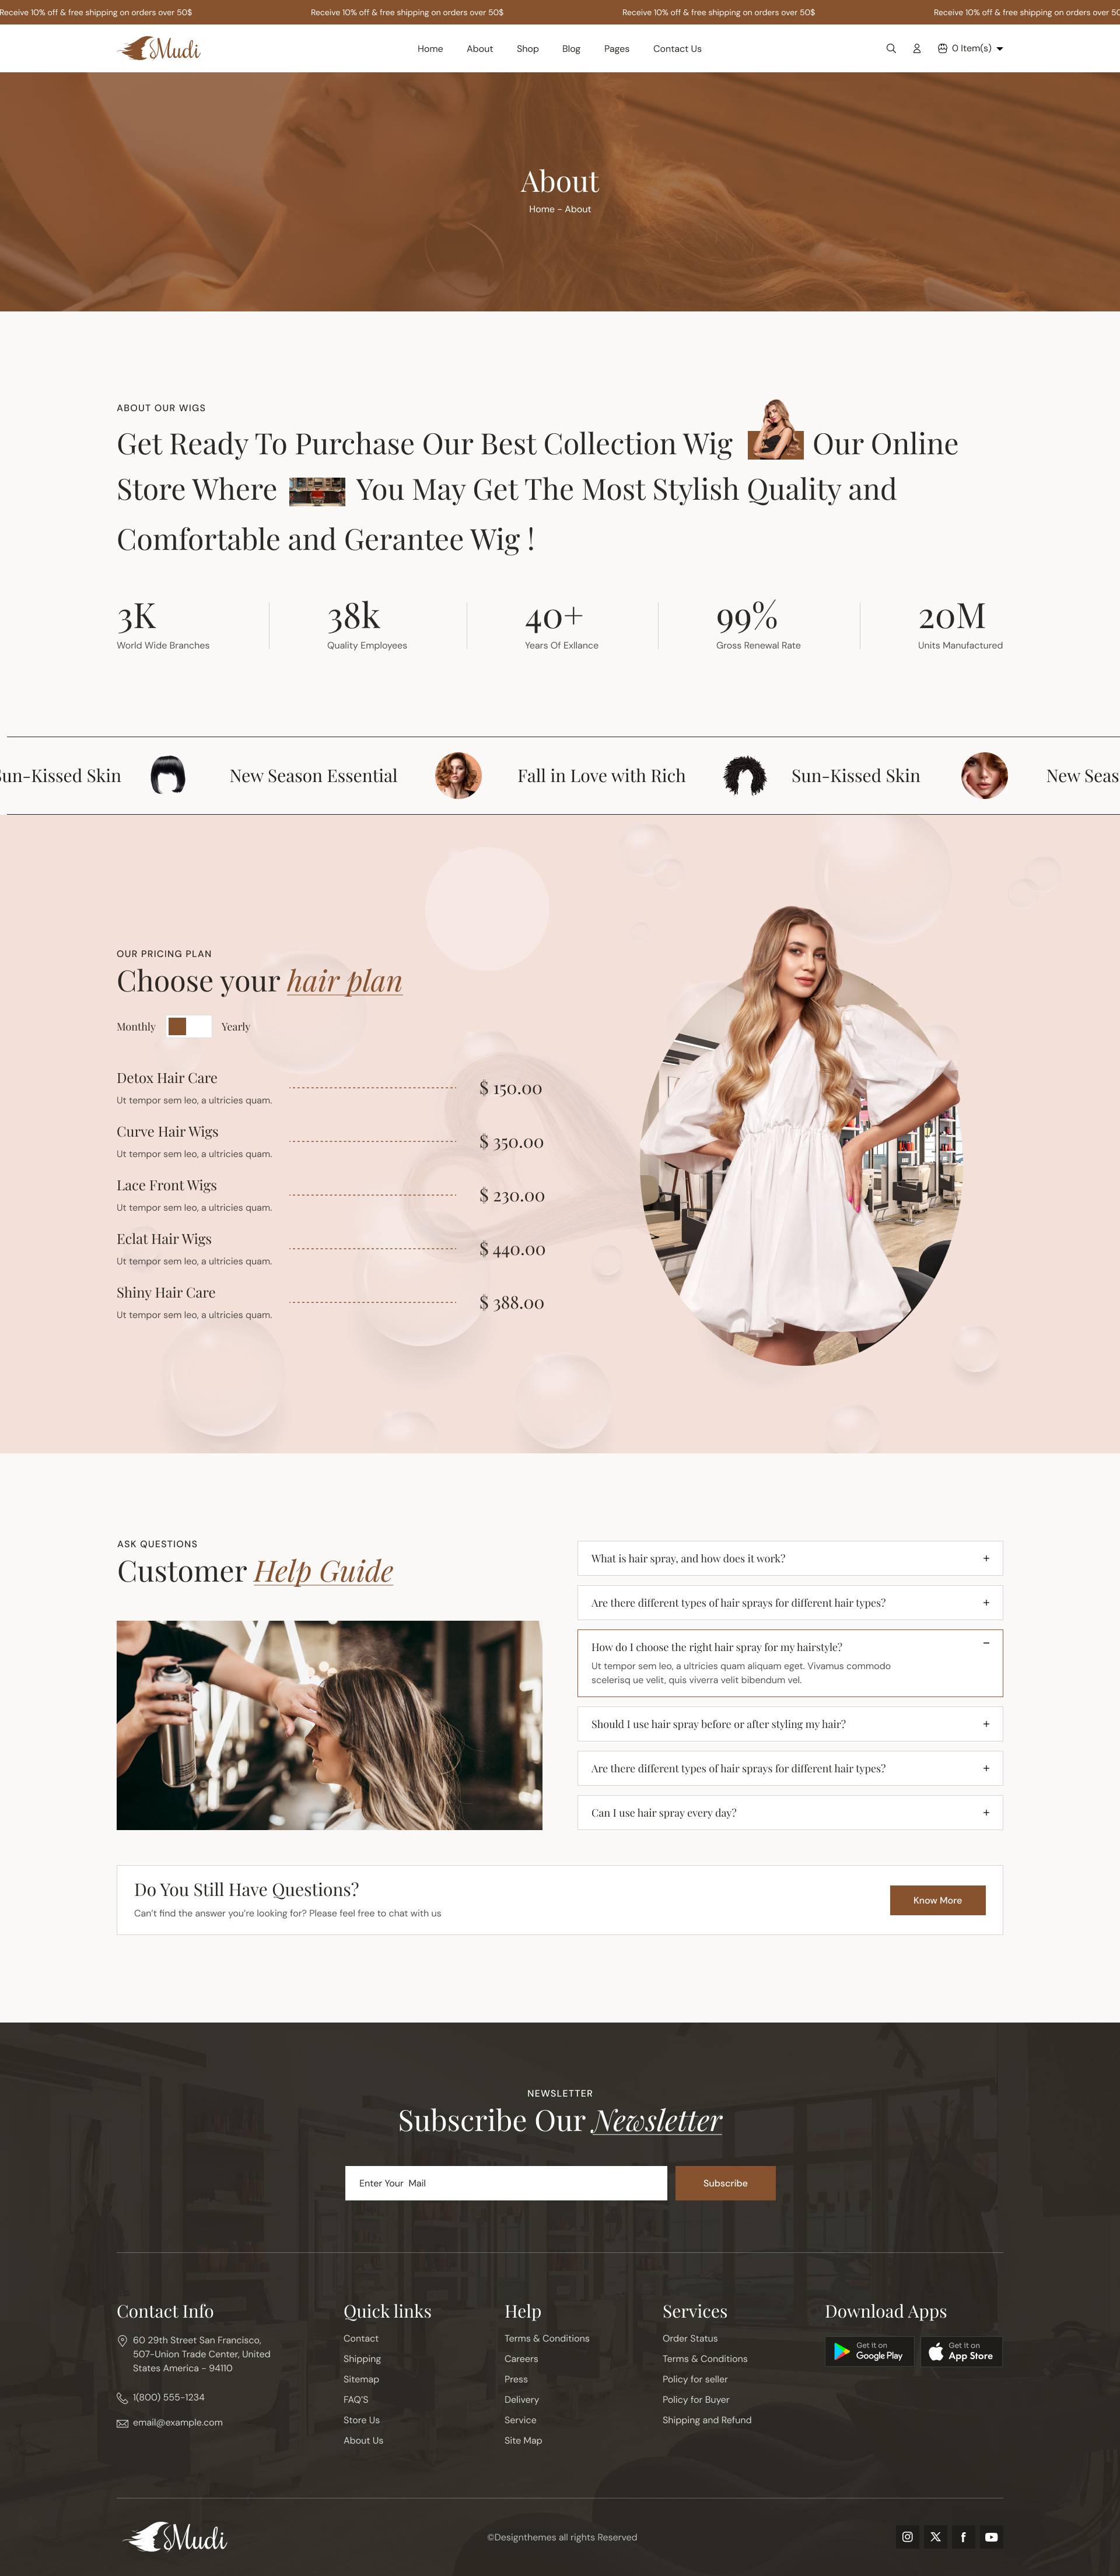 Receive 10% off & free shipping on orders over 50$ Receive 10% off & free shipping on orders over 50$ Receive 10% off & free shipping on orders over 50$ Receive 10% off & free shipping on orders over 50
Mudi Home About Shop Blog Pages Contact Us 0 Item(s)
About
Home - About
ABOUT OUR WIGS
Get Ready To Purchase Our Best Collection Wig Our Online
Store Where You May Get The Most Stylish Quality and
Comfortable and Gerantee Wig !
3K 38k 40+ 99% 20M
World Wide Branches Quality Employees Years Of Exllance Gross Renewal Rate Units Manufactured
Sun-Kissed Skin New Season Essential Fall in Love with Rich Sun-Kissed Skin New Seas
OUR PRICING PLAN
Choose your hair plan
Monthly Yearly
Detox Hair Care
Ut tempor sem leo, a ultricies quam.
$ 150.00
Curve Hair Wigs
Ut tempor sem leo, a ultricies quam.
$ 350.00
Lace Front Wigs
Ut tempor sem leo, a ultricies quam.
$ 230.00
Eclat Hair Wigs
Ut tempor sem leo, a ultricies quam.
$ 440.00
Shiny Hair Care
Ut tempor sem leo, a ultricies quam.
$ 388.00
ASK QUESTIONS
Customer Help Guide
What is hair spray, and how does it work? +
Are there different types of hair sprays for different hair types? +
How do I choose the right hair spray for my hairstyle? −
Ut tempor sem leo, a ultricies quam aliquam eget. Vivamus commodo
scelerisq ue velit, quis viverra velit bibendum vel.
Should I use hair spray before or after styling my hair? +
Are there different types of hair sprays for different hair types? +
Can I use hair spray every day? +
Do You Still Have Questions?
Can't find the answer you're looking for? Please feel free to chat with us
Know More
NEWSLETTER
Subscribe Our Newsletter
Enter Your Mail Subscribe
Contact Info
60 29th Street San Francisco,
507-Union Trade Center, United
States America - 94110
1(800) 555-1234
email@example.com
Quick links
Contact
Shipping
Sitemap
FAQ'S
Store Us
About Us
Help
Terms & Conditions
Careers
Press
Delivery
Service
Site Map
Services
Order Status
Terms & Conditions
Policy for seller
Policy for Buyer
Shipping and Refund
Download Apps
Get it on
Google Play
Get it on
App Store
Mudi
©Designthemes all rights Reserved